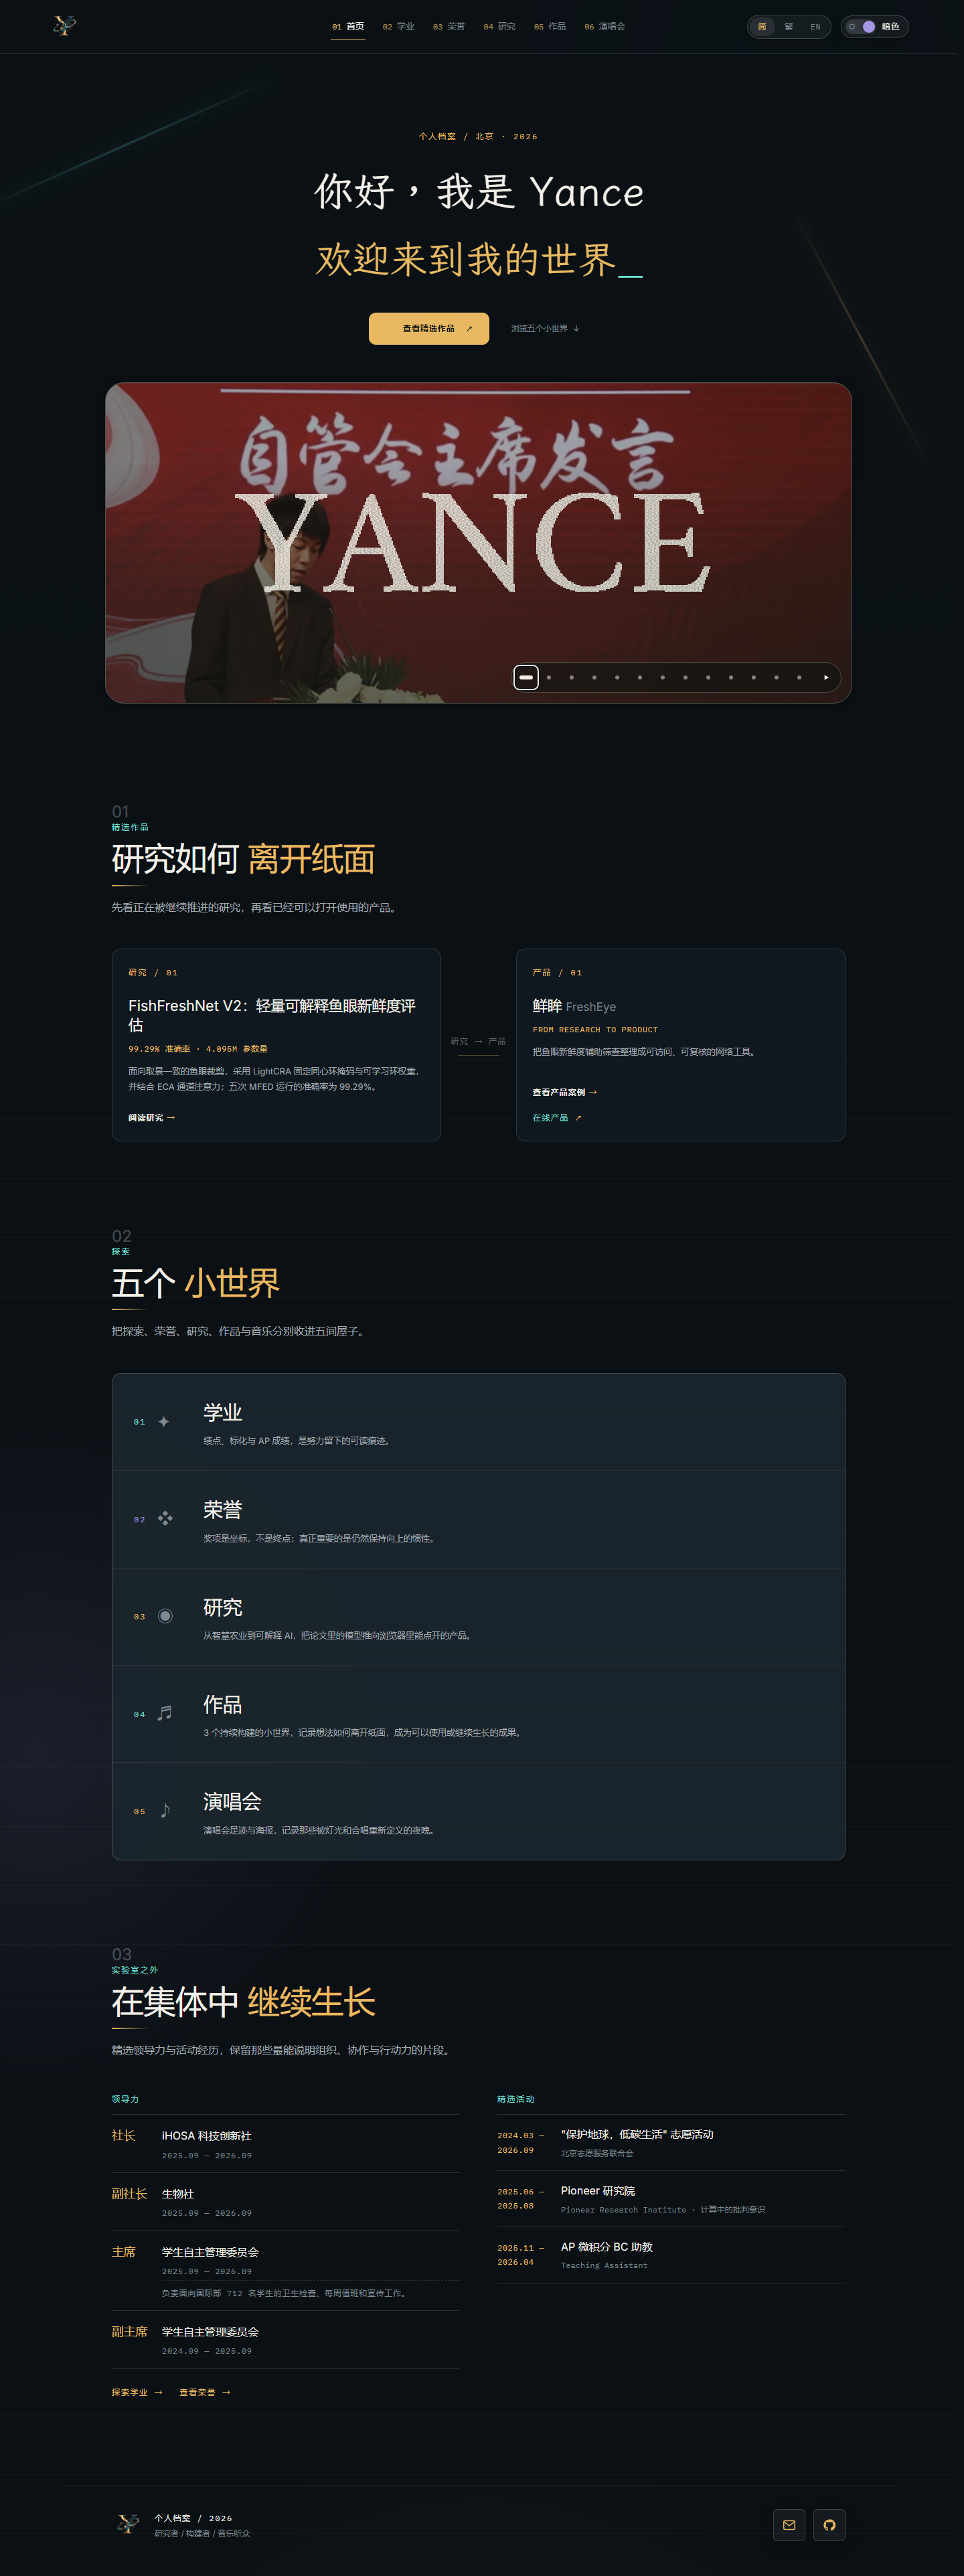 01 首页 02 学业 03 荣誉 04 研究 05 作品 06 演唱会 简 繁 EN 暗色
个人档案 / 北京 · 2026
你好，我是 Yance
欢迎来到我的世界_
查看精选作品 ↗ 浏览五个小世界 ↓
自管会主席发言
YANCE
01
精选作品
研究如何 离开纸面
先看正在被继续推进的研究，再看已经可以打开使用的产品。
研究 / 01
FishFreshNet V2：轻量可解释鱼眼新鲜度评
估
99.29% 准确率 · 4.095M 参数量
面向取景一致的鱼眼裁剪，采用 LightCRA 固定同心环掩码与可学习环权重，
并结合 ECA 通道注意力；五次 MFED 运行的准确率为 99.29%。
阅读研究 →
研究 → 产品
产品 / 01
鲜眸 FreshEye
FROM RESEARCH TO PRODUCT
把鱼眼新鲜度辅助筛查整理成可访问、可复核的网络工具。
查看产品案例 →
在线产品 ↗
02
探索
五个 小世界
把探索、荣誉、研究、作品与音乐分别收进五间屋子。
01 ✦ 学业
绩点、标化与 AP 成绩，是努力留下的可读痕迹。
02 ❖ 荣誉
奖项是坐标，不是终点；真正重要的是仍然保持向上的惯性。
03 ◉ 研究
从智慧农业到可解释 AI，把论文里的模型推向浏览器里能点开的产品。
04 ♬ 作品
3 个持续构建的小世界，记录想法如何离开纸面，成为可以使用或继续生长的成果。
05 ♪ 演唱会
演唱会足迹与海报，记录那些被灯光和合唱重新定义的夜晚。
03
实验室之外
在集体中 继续生长
精选领导力与活动经历，保留那些最能说明组织、协作与行动力的片段。
领导力
社长 iHOSA 科技创新社
2025.09 — 2026.09
副社长 生物社
2025.09 — 2026.09
主席 学生自主管理委员会
2025.09 — 2026.09
负责面向国际部 712 名学生的卫生检查、每周值班和宣传工作。
副主席 学生自主管理委员会
2024.09 — 2025.09
探索学业 → 查看荣誉 →
精选活动
2024.03 —
2026.09
"保护地球，低碳生活" 志愿活动
北京志愿服务联合会
2025.06 —
2025.08
Pioneer 研究院
Pioneer Research Institute · 计算中的批判意识
2025.11 —
2026.04
AP 微积分 BC 助教
Teaching Assistant
个人档案 / 2026
研究者 / 构建者 / 音乐听众